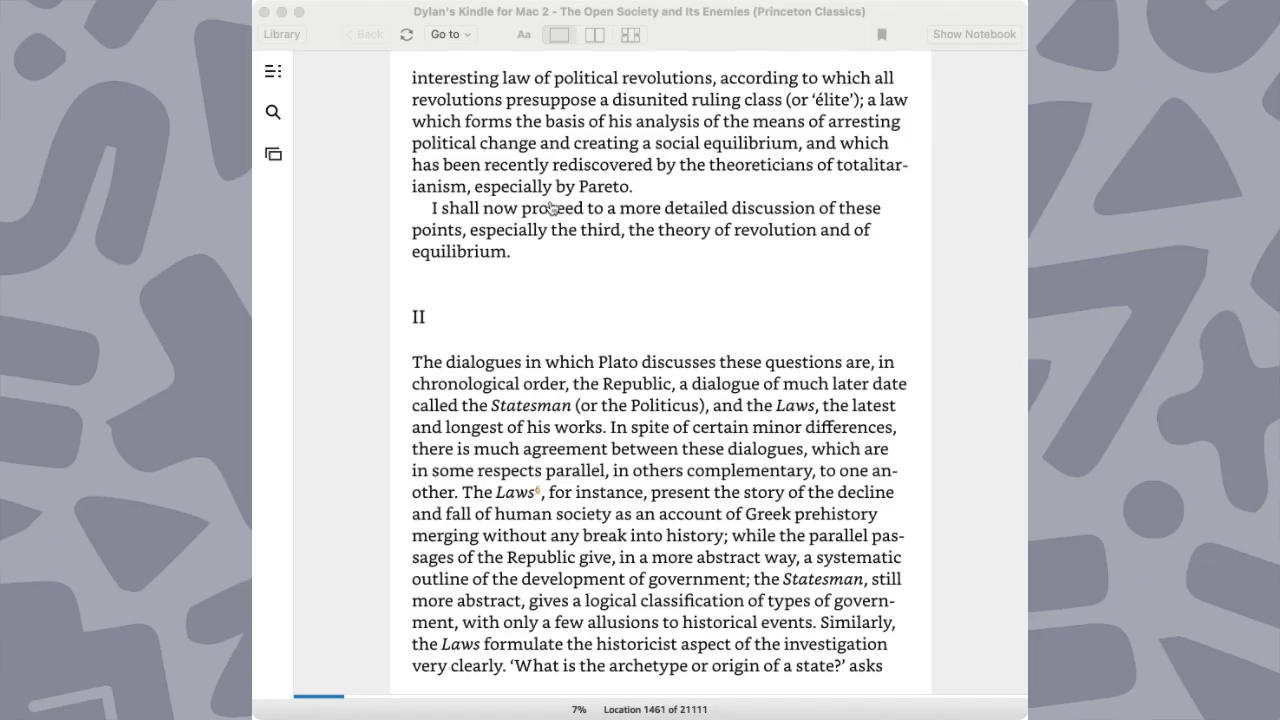 Dylan's Kindle for Mac 2 - The Open Society and Its Enemies (Princeton Classics)
Library Back Go to Aa Show Notebook
interesting law of political revolutions, according to which all
revolutions presuppose a disunited ruling class (or ‘élite’); a law
which forms the basis of his analysis of the means of arresting
political change and creating a social equilibrium, and which
has been recently rediscovered by the theoreticians of totalitar-
ianism, especially by Pareto.
I shall now proceed to a more detailed discussion of these
points, especially the third, the theory of revolution and of
equilibrium.
II
The dialogues in which Plato discusses these questions are, in
chronological order, the Republic, a dialogue of much later date
called the Statesman (or the Politicus), and the Laws, the latest
and longest of his works. In spite of certain minor differences,
there is much agreement between these dialogues, which are
in some respects parallel, in others complementary, to one an-
other. The Laws⁶, for instance, present the story of the decline
and fall of human society as an account of Greek prehistory
merging without any break into history; while the parallel pas-
sages of the Republic give, in a more abstract way, a systematic
outline of the development of government; the Statesman, still
more abstract, gives a logical classification of types of govern-
ment, with only a few allusions to historical events. Similarly,
the Laws formulate the historicist aspect of the investigation
very clearly. ‘What is the archetype or origin of a state?’ asks
7% Location 1461 of 21111